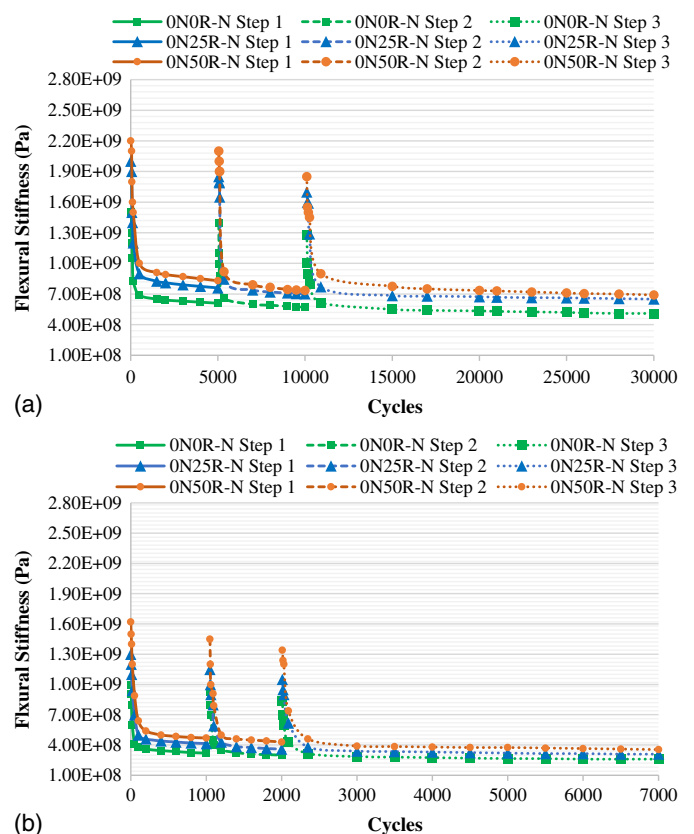 0N0R-N Step 1 0N0R-N Step 2 0N0R-N Step 3
0N25R-N Step 1 0N25R-N Step 2 0N25R-N Step 3
0N50R-N Step 1 0N50R-N Step 2 0N50R-N Step 3
Flexural Stiffness (Pa)
2.80E+09
2.50E+09
2.20E+09
1.90E+09
1.60E+09
1.30E+09
1.00E+09
7.00E+08
4.00E+08
1.00E+08
0 5000 10000 15000 20000 25000 30000
Cycles
(a)
0N0R-N Step 1 0N0R-N Step 2 0N0R-N Step 3
0N25R-N Step 1 0N25R-N Step 2 0N25R-N Step 3
0N50R-N Step 1 0N50R-N Step 2 0N50R-N Step 3
Flxural Stiffness (Pa)
2.80E+09
2.50E+09
2.20E+09
1.90E+09
1.60E+09
1.30E+09
1.00E+09
7.00E+08
4.00E+08
1.00E+08
0 1000 2000 3000 4000 5000 6000 7000
Cycles
(b)